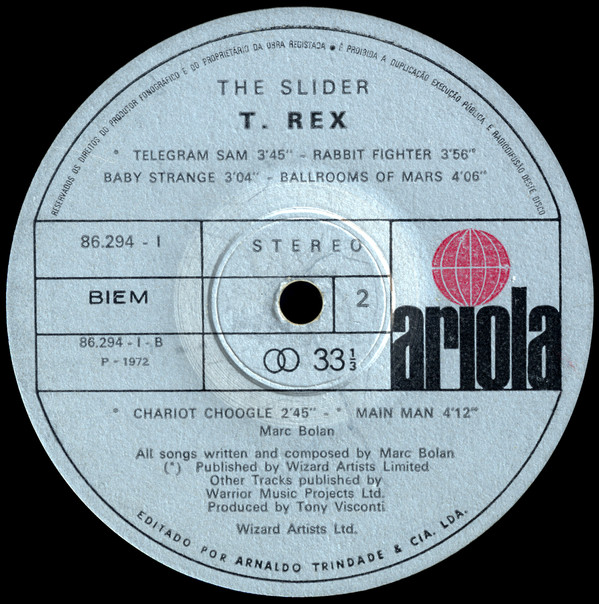 RESERVADOS OS DIREITOS DO PRODUTOR FONOGRÁFICO E DO PROPRIETÁRIO DA OBRA REGISTADA • É PROIBIDA A DUPLICAÇÃO EXECUÇÃO PÚBLICA E RADIODIFUSÃO DESTE DISCO
THE SLIDER
T. REX
* TELEGRAM SAM 3'45" - RABBIT FIGHTER 3'56"
BABY STRANGE 3'04" - BALLROOMS OF MARS 4'06"
86.294 - I
STEREO
BIEM
2
86.294 - I - B
P - 1972
33 1/3
ariola
* CHARIOT CHOOGLE 2'45" - * MAIN MAN 4'12"
Marc Bolan
All songs written and composed by Marc Bolan
(*) Published by Wizard Artists Limited
Other Tracks published by
Warrior Music Projects Ltd.
Produced by Tony Visconti
Wizard Artists Ltd.
EDITADO POR ARNALDO TRINDADE & CIA. LDA.